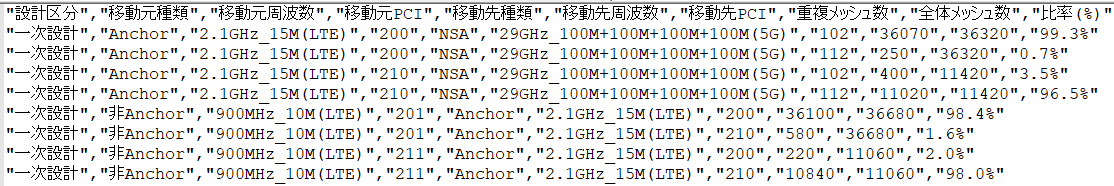 "設計区分","移動元種類","移動元周波数","移動元PCI","移動先種類","移動先周波数","移動先PCI","重複メッシュ数","全体メッシュ数","比率(%)"
"一次設計","Anchor","2.1GHz_15M(LTE)","200","NSA","29GHz_100M+100M+100M+100M(5G)","102","36070","36320","99.3%"
"一次設計","Anchor","2.1GHz_15M(LTE)","200","NSA","29GHz_100M+100M+100M+100M(5G)","112","250","36320","0.7%"
"一次設計","Anchor","2.1GHz_15M(LTE)","210","NSA","29GHz_100M+100M+100M+100M(5G)","102","400","11420","3.5%"
"一次設計","Anchor","2.1GHz_15M(LTE)","210","NSA","29GHz_100M+100M+100M+100M(5G)","112","11020","11420","96.5%"
"一次設計","非Anchor","900MHz_10M(LTE)","201","Anchor","2.1GHz_15M(LTE)","200","36100","36680","98.4%"
"一次設計","非Anchor","900MHz_10M(LTE)","201","Anchor","2.1GHz_15M(LTE)","210","580","36680","1.6%"
"一次設計","非Anchor","900MHz_10M(LTE)","211","Anchor","2.1GHz_15M(LTE)","200","220","11060","2.0%"
"一次設計","非Anchor","900MHz_10M(LTE)","211","Anchor","2.1GHz_15M(LTE)","210","10840","11060","98.0%"